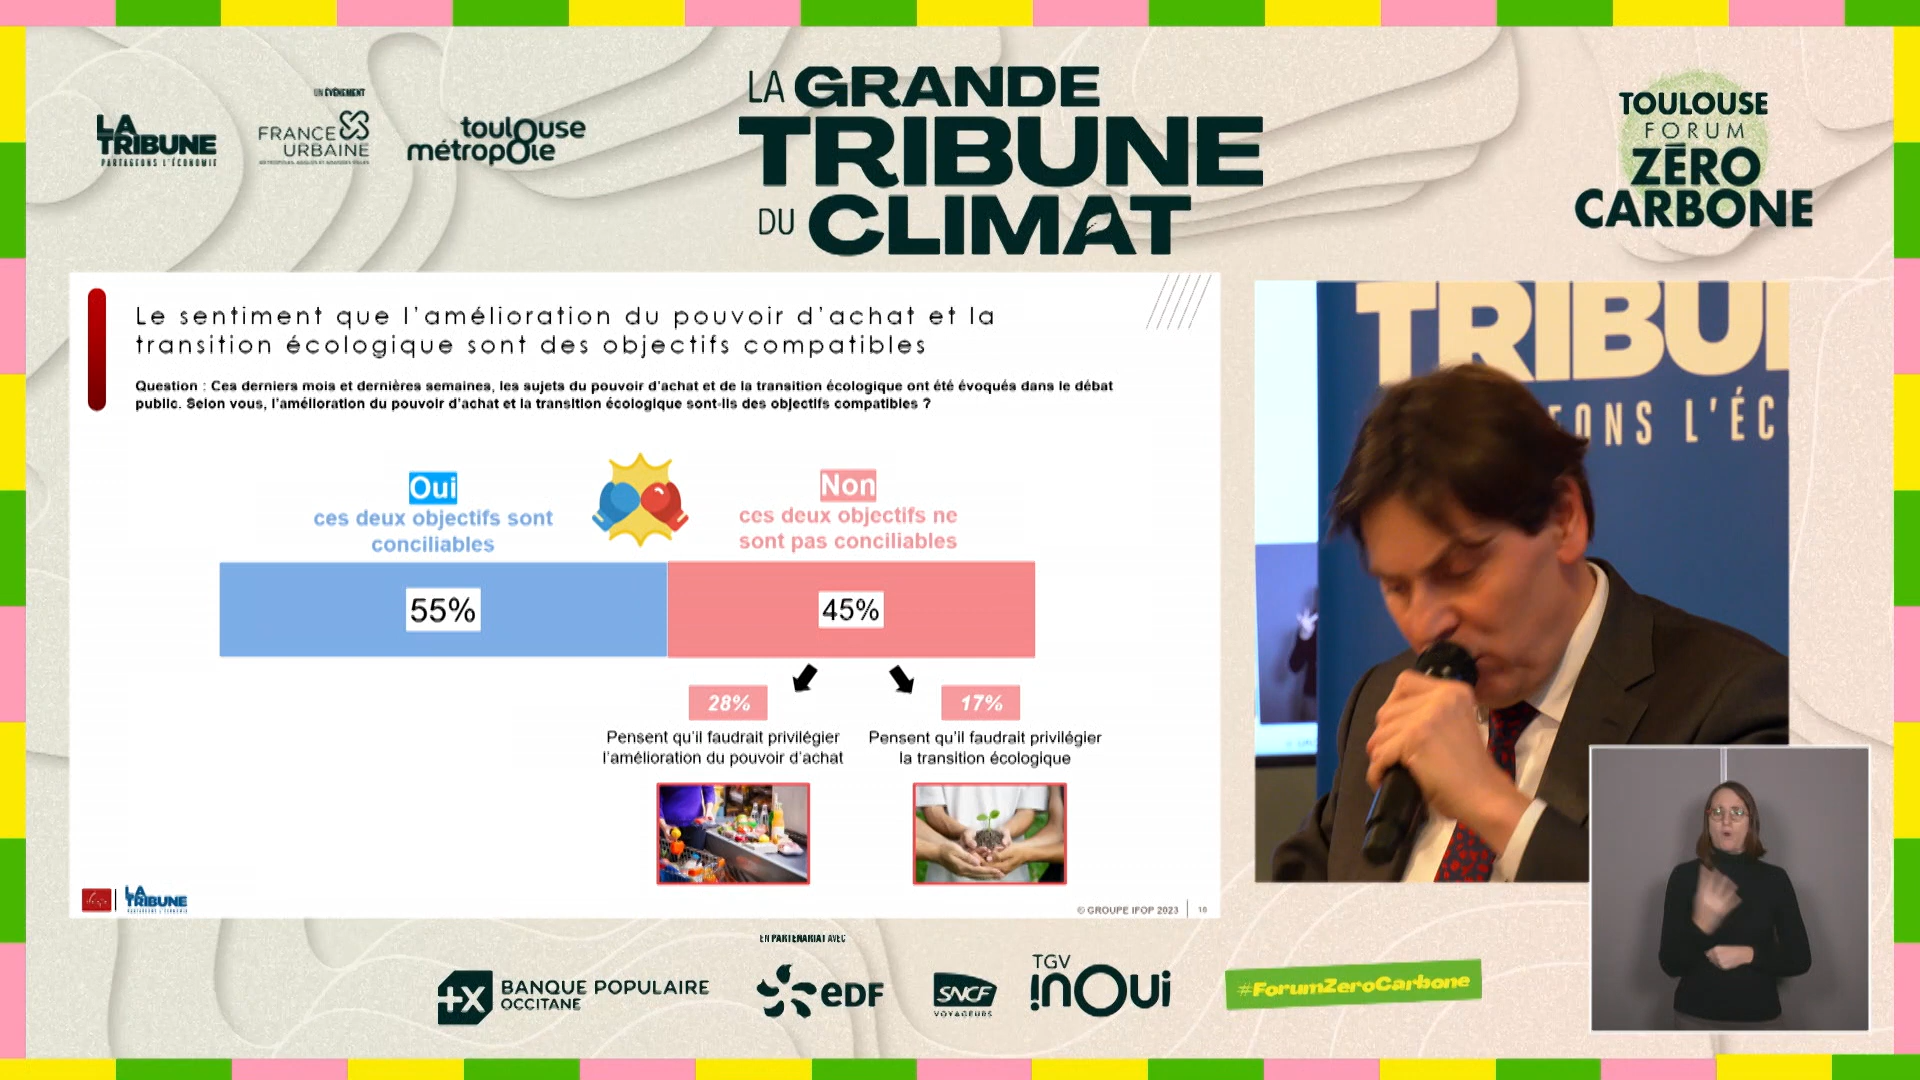 LA GRANDE
TRIBUNE
DU CLIMAT
LA
TRIBUNE
PARTAGEONS L'ÉCONOMIE
UN ÉVÉNEMENT
FRANCE
URBAINE
toulouse
métropole
TOULOUSE
FORUM
ZÉRO
CARBONE
Le sentiment que l'amélioration du pouvoir d'achat et la
transition écologique sont des objectifs compatibles
Question : Ces derniers mois et dernières semaines, les sujets du pouvoir d'achat et de la transition écologique ont été évoqués dans le débat
public. Selon vous, l'amélioration du pouvoir d'achat et la transition écologique sont-ils des objectifs compatibles ?
Oui
ces deux objectifs sont
conciliables
Non
ces deux objectifs ne
sont pas conciliables
55%
45%
28%
Pensent qu'il faudrait privilégier
l'amélioration du pouvoir d'achat
17%
Pensent qu'il faudrait privilégier
la transition écologique
LA
TRIBUNE
© GROUPE IFOP 2023
10
TRIBU
ONS L'ÉC
EN PARTENARIAT AVEC
+X BANQUE POPULAIRE
OCCITANE
eDF
SNCF
VOYAGEURS
TGV
inOui
#ForumZeroCarbone